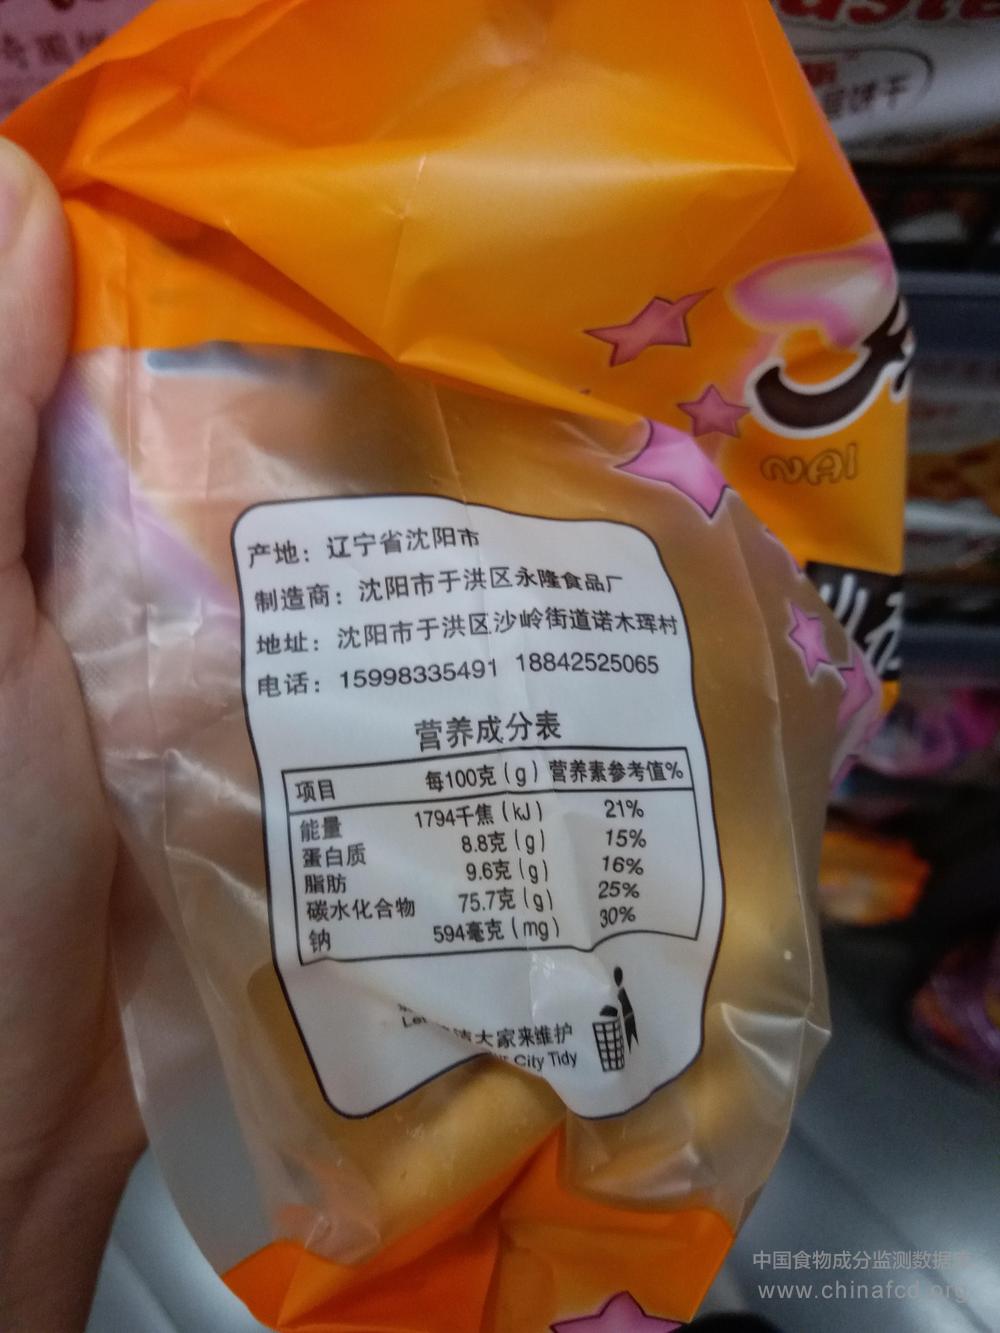 饼干
NAI
产地：辽宁省沈阳市
制造商：沈阳市于洪区永隆食品厂
地址：沈阳市于洪区沙岭街道诺木珲村
电话：15998335491 18842525065
营养成分表
项目 每100克(g) 营养素参考值%
能量 1794千焦(kJ) 21%
蛋白质 8.8克(g) 15%
脂肪 9.6克(g) 16%
碳水化合物 75.7克(g) 25%
钠 594毫克(mg) 30%
大家来维护
City Tidy
中国食物成分监测数据库
www.chinafcd.org